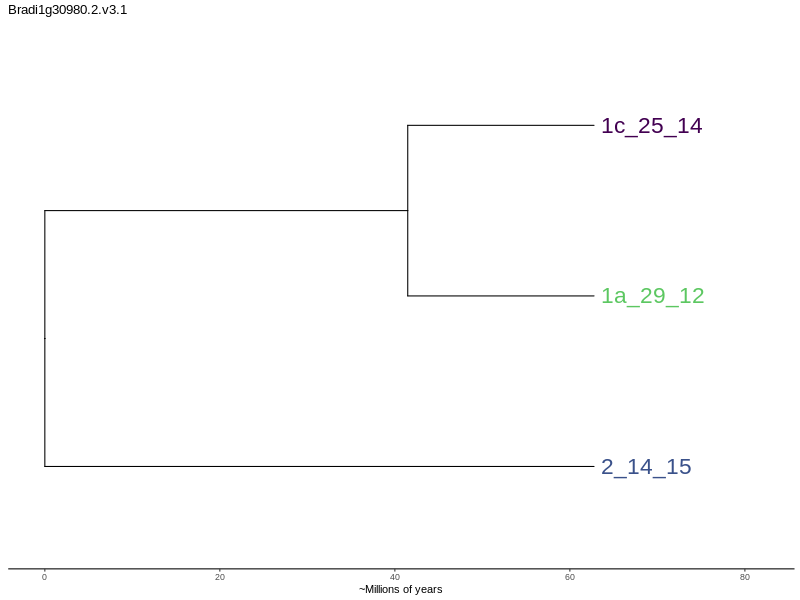 Bradi1g30980.2.v3.1
1c_25_14
1a_29_12
2_14_15
0 20 40 60 80
~Millions of years